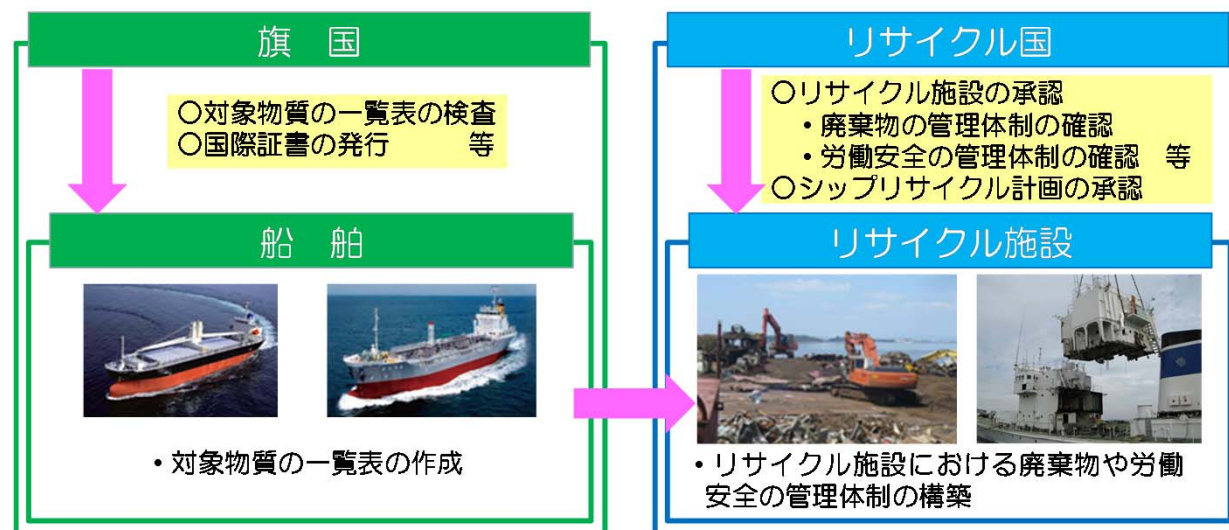 旗 国
〇対象物質の一覧表の検査
〇国際証書の発行 等
船 舶
・対象物質の一覧表の作成
リサイクル国
〇リサイクル施設の承認
・廃棄物の管理体制の確認
・労働安全の管理体制の確認 等
〇シップリサイクル計画の承認
リサイクル施設
・リサイクル施設における廃棄物や労働
安全の管理体制の構築